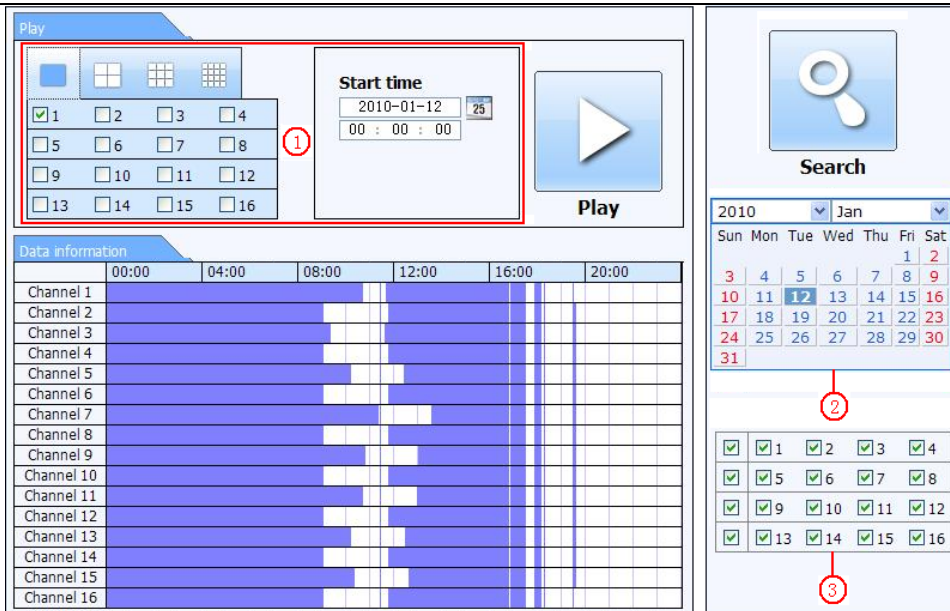 Play
1 2 3 4
5 6 7 8
9 10 11 12
13 14 15 16
1
Start time
2010-01-12 25
00 : 00 : 00
Play
Data information
00:00 04:00 08:00 12:00 16:00 20:00
Channel 1
Channel 2
Channel 3
Channel 4
Channel 5
Channel 6
Channel 7
Channel 8
Channel 9
Channel 10
Channel 11
Channel 12
Channel 13
Channel 14
Channel 15
Channel 16
Search
2010 Jan
Sun Mon Tue Wed Thu Fri Sat
1 2
3 4 5 6 7 8 9
10 11 12 13 14 15 16
17 18 19 20 21 22 23
24 25 26 27 28 29 30
31
2
1 2 3 4
5 6 7 8
9 10 11 12
13 14 15 16
3